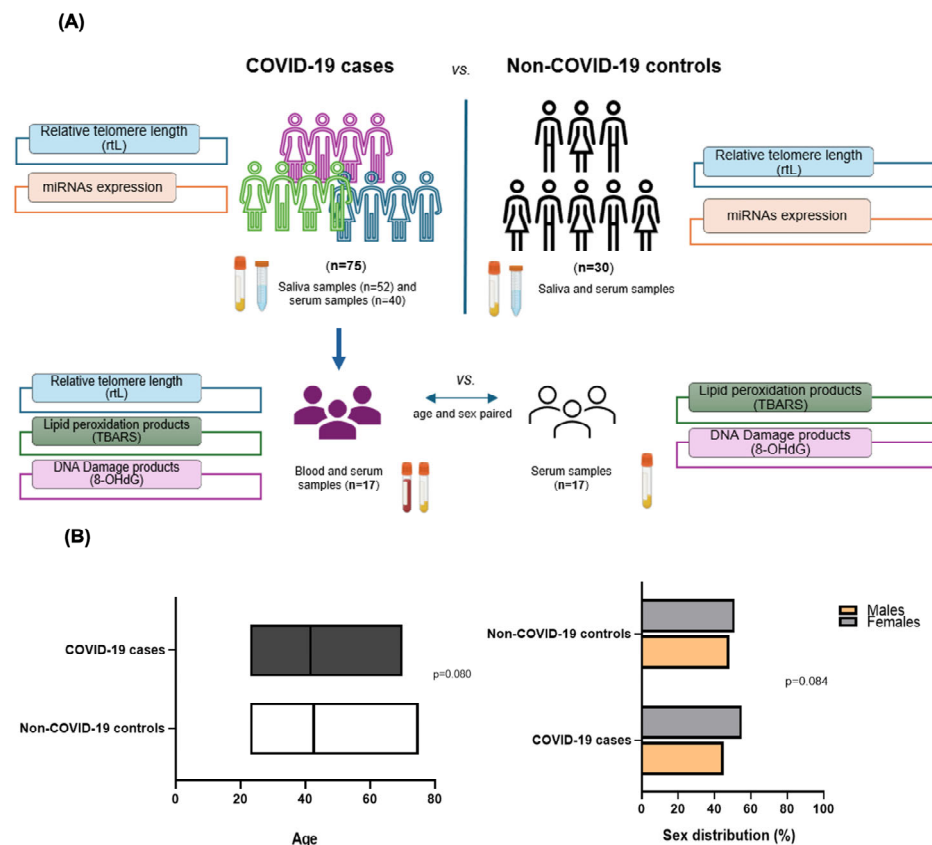 (A)
COVID-19 cases
vs.
Non-COVID-19 controls
Relative telomere length
(rtL)
miRNAs expression
Relative telomere length
(rtL)
miRNAs expression
(n=75)
Saliva samples (n=52) and
serum samples (n=40)
(n=30)
Saliva and serum samples
Relative telomere length
(rtL)
Lipid peroxidation products
(TBARS)
DNA Damage products
(8-OHdG)
vs.
age and sex paired
Lipid peroxidation products
(TBARS)
DNA Damage products
(8-OHdG)
Blood and serum
samples (n=17)
Serum samples
(n=17)
(B)
COVID-19 cases
Non-COVID-19 controls
p=0.080
0 20 40 60 80
Age
Non-COVID-19 controls
COVID-19 cases
Males
Females
p=0.084
0 20 40 60 80 100
Sex distribution (%)